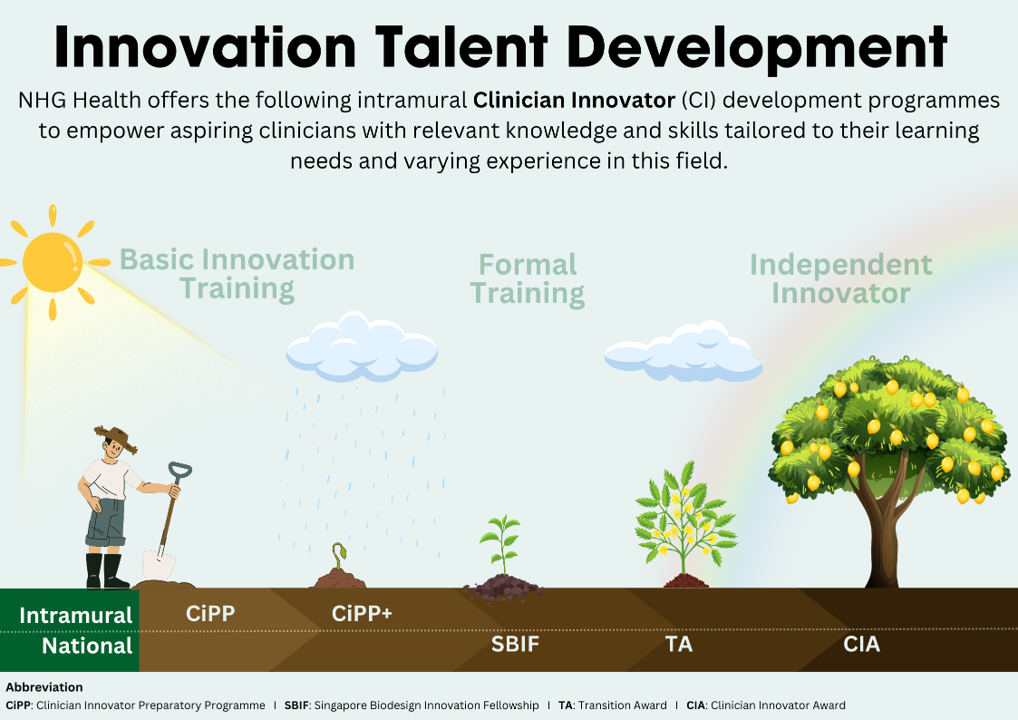 Innovation Talent Development
NHG Health offers the following intramural Clinician Innovator (CI) development programmes
to empower aspiring clinicians with relevant knowledge and skills tailored to their learning
needs and varying experience in this field.
Basic Innovation
Training
Formal
Training
Independent
Innovator
Intramural
CiPP
CiPP+
National
SBIF
TA
CIA
Abbreviation
CiPP: Clinician Innovator Preparatory Programme I SBIF: Singapore Biodesign Innovation Fellowship I TA: Transition Award I CIA: Clinician Innovator Award